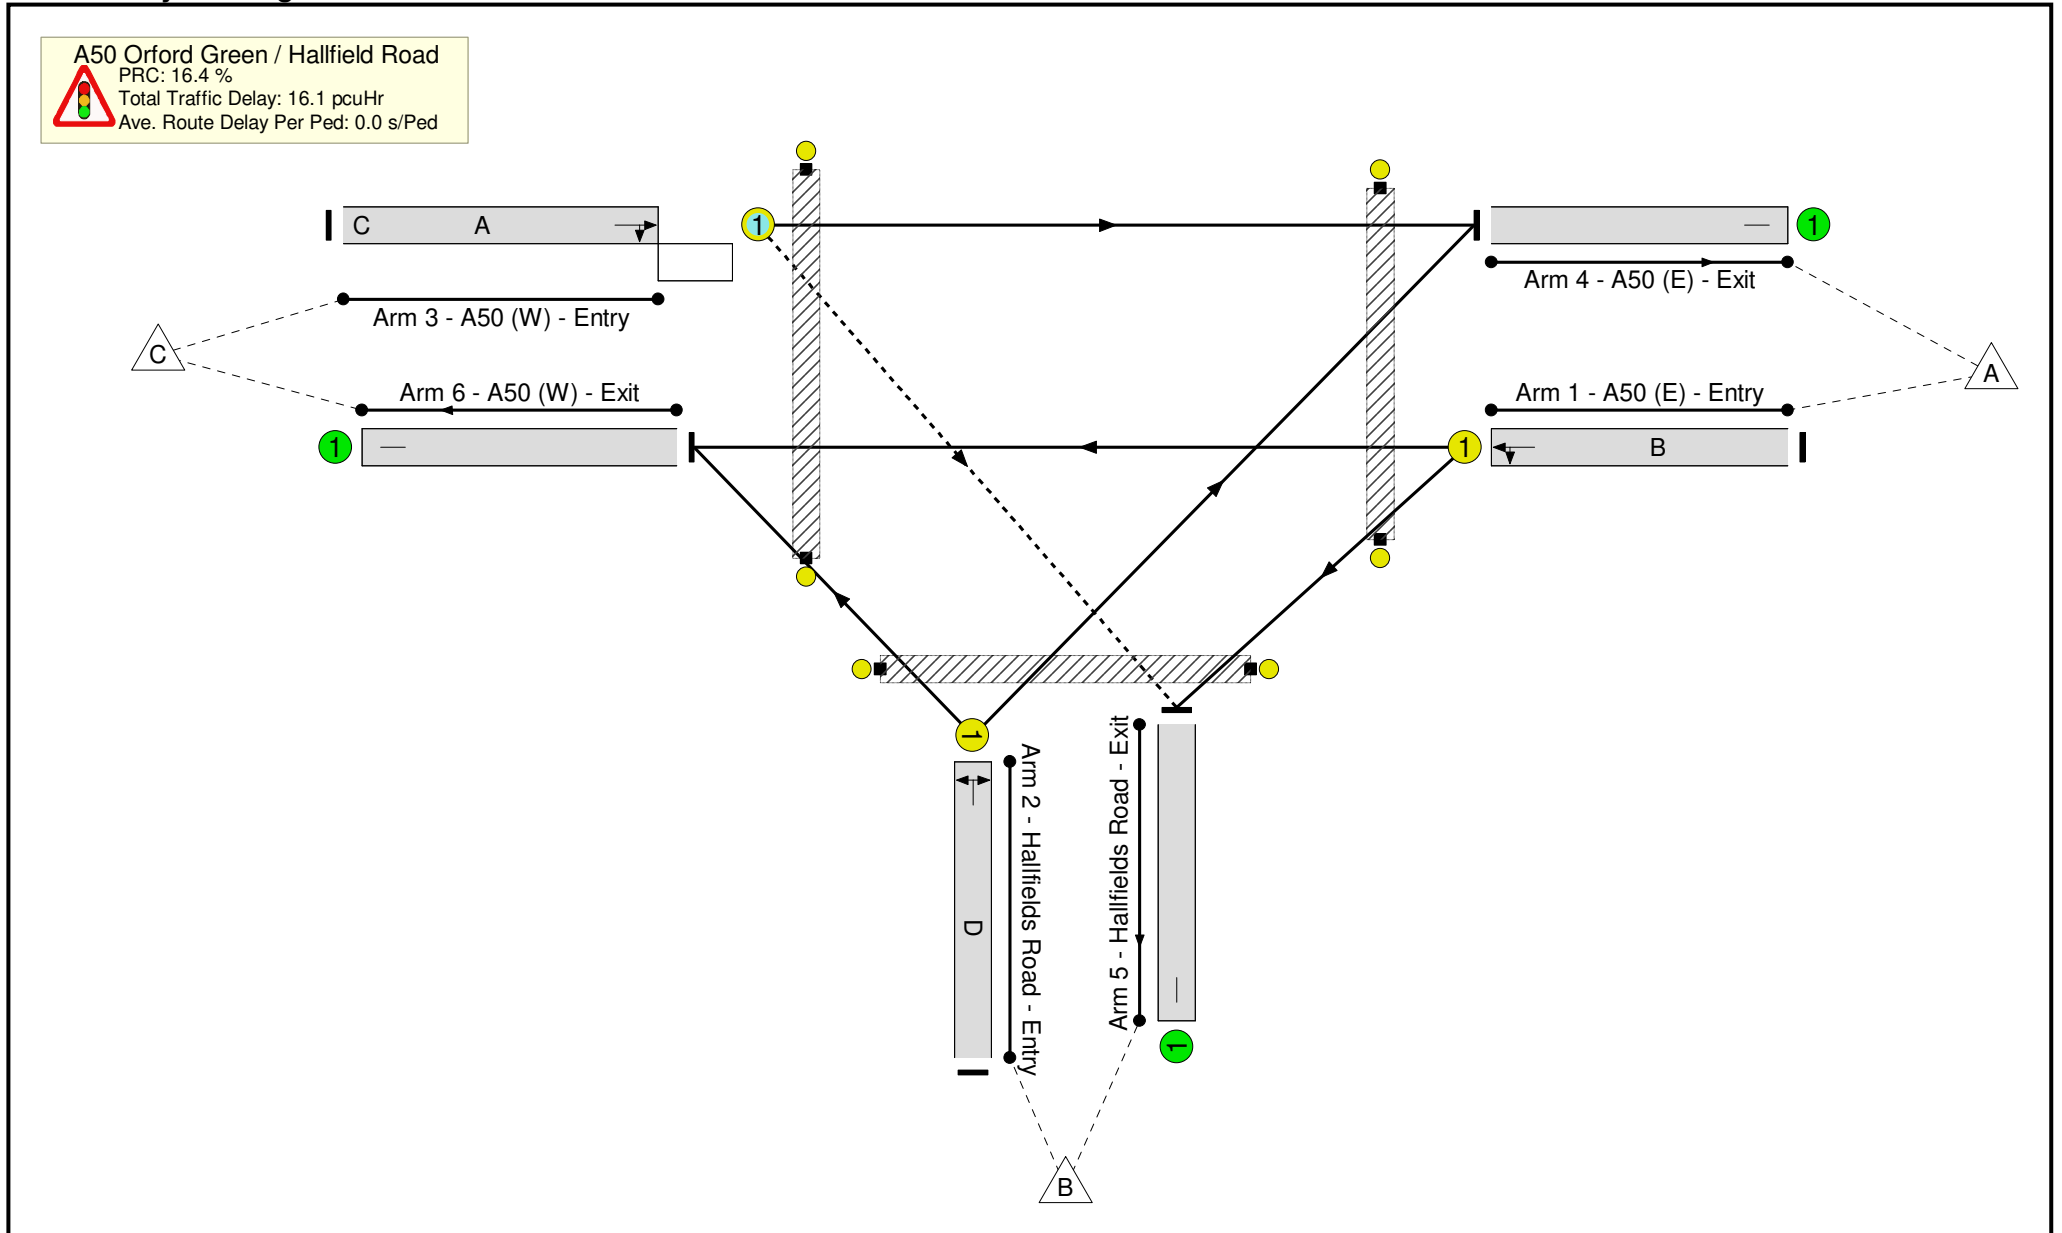 A50 Orford Green / Hallfield Road
PRC: 16.4 %
Total Traffic Delay: 16.1 pcuHr
Ave. Route Delay Per Ped: 0.0 s/Ped
C A 1
1
Arm 4 - A50 (E) - Exit
Arm 3 - A50 (W) - Entry
C
A
Arm 6 - A50 (W) - Exit
Arm 1 - A50 (E) - Entry
1
1 B
1
Arm 2 - Hallfields Road - Entry
Arm 5 - Hallfields Road - Exit
D
1
B